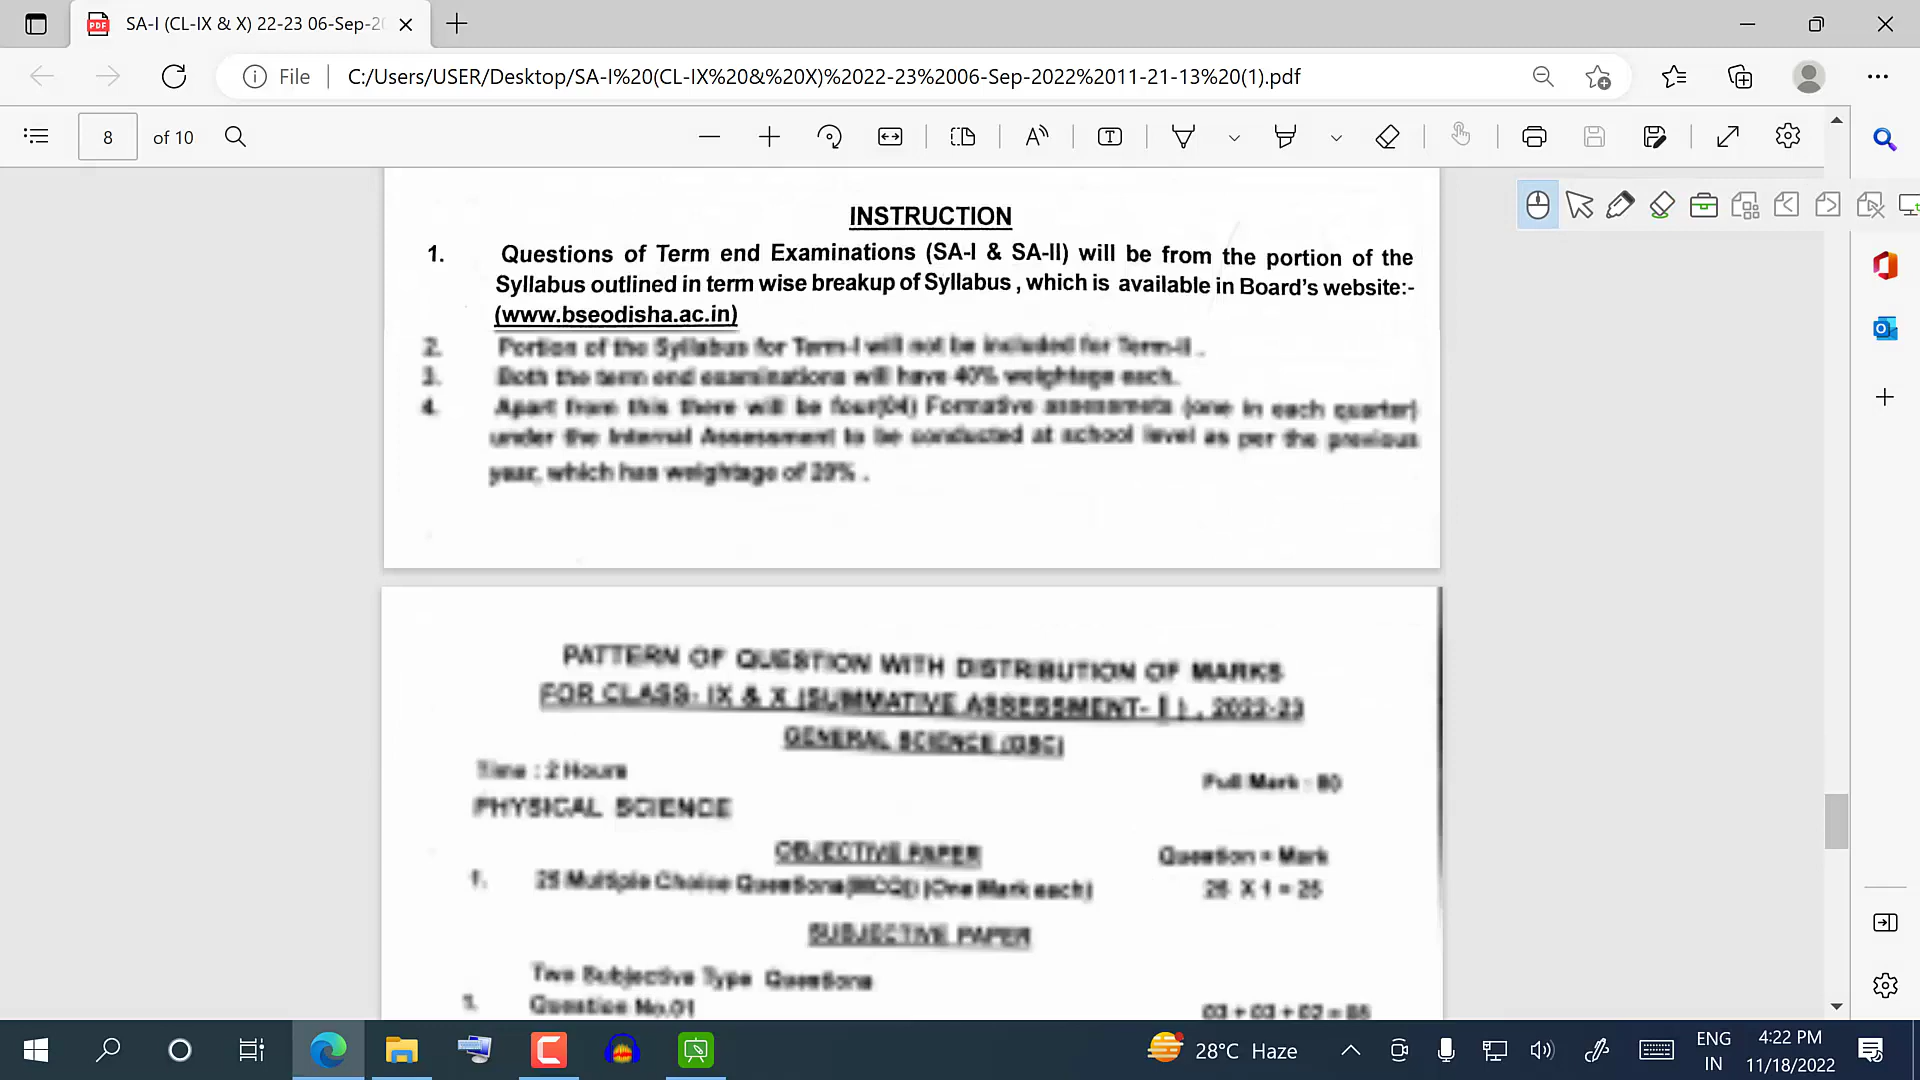 SA-I (CL-IX & X) 22-23 06-Sep-20
File
C:/Users/USER/Desktop/SA-I%20(CL-IX%20&%20X)%2022-23%2006-Sep-2022%2011-21-13%20(1).pdf
8 of 10
INSTRUCTION
1. Questions of Term end Examinations (SA-I & SA-II) will be from the portion of the
Syllabus outlined in term wise breakup of Syllabus , which is available in Board's website:-
(www.bseodisha.ac.in)
2. Portion of the Syllabus for Term-I will not be included for Term-II .
3. Both the term end examinations will have 40% weightage each.
4. Apart from this there will be four(04) Formative (one in each quarter)
under the Internal Assessment to be conducted at school level as per the previous
year, which has weightage of 20% .
PATTERN OF QUESTION WITH DISTRIBUTION OF MARKS
FOR CLASS- IX & X (SUMMATIVE ASSESSMENT- I ) , 2022-23
GENERAL SCIENCE (GSC)
Time : 2 Hours
Full Mark : 80
PHYSICAL SCIENCE
OBJECTIVE PAPER
Question = Mark
1. 25 Multiple Choice Questions(MCQ) (One Mark each)
25 X 1 = 25
SUBJECTIVE PAPER
Two Subjective Type Questions
1. Question No.01
03 + 03 + 02 =
28°C Haze
ENG
IN
4:22 PM
11/18/2022